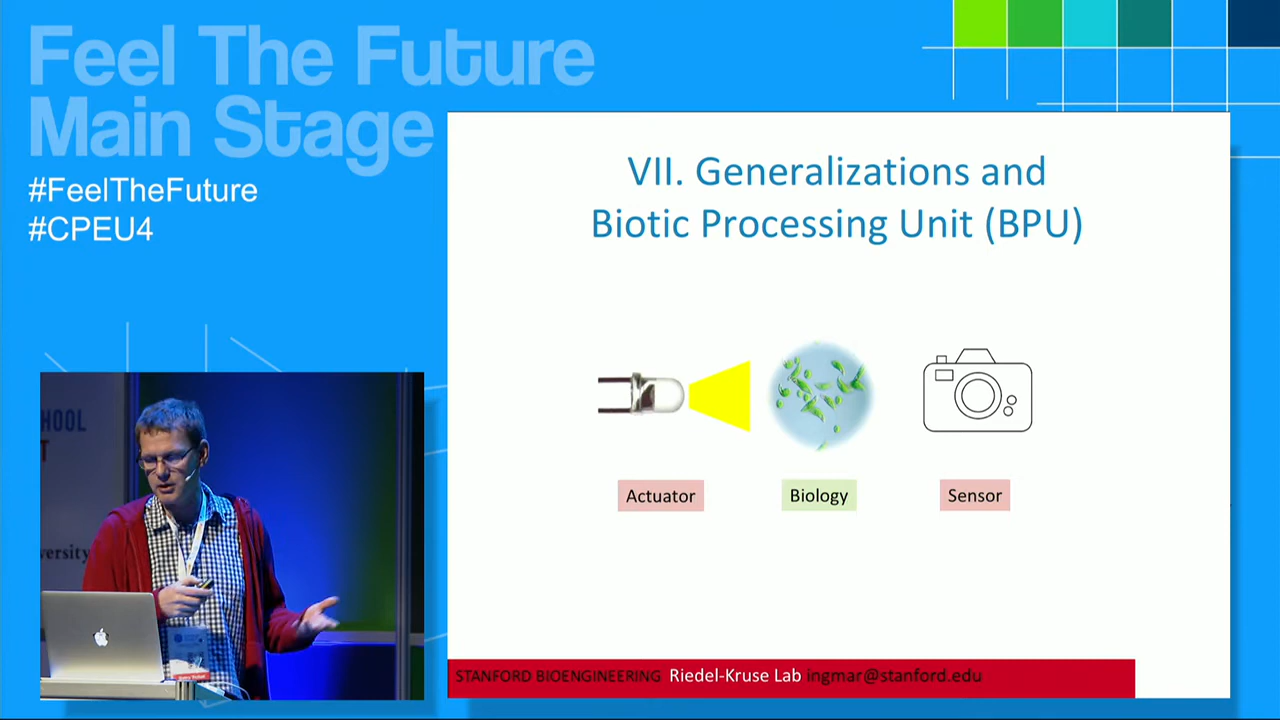 Feel The Future
Main Stage
#FeelTheFuture
#CPEU4
VII. Generalizations and
Biotic Processing Unit (BPU)
Actuator
Biology
Sensor
STANFORD BIOENGINEERING Riedel-Kruse Lab ingmar@stanford.edu